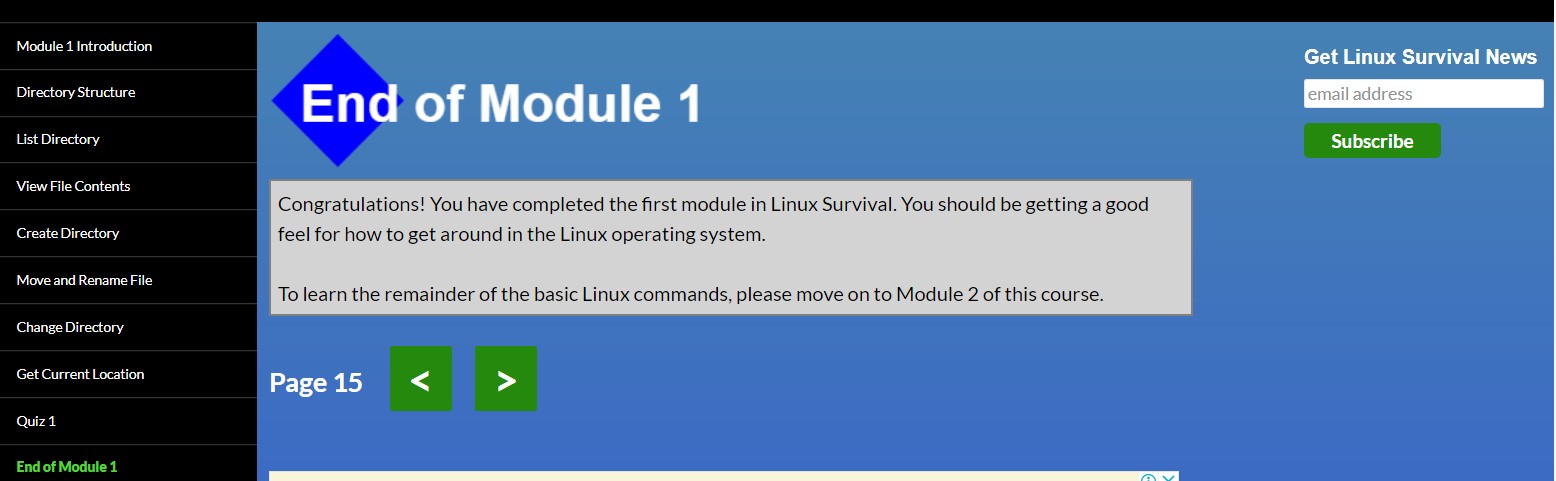 Module 1 Introduction
Directory Structure
List Directory
View File Contents
Create Directory
Move and Rename File
Change Directory
Get Current Location
Quiz 1
End of Module 1
End of Module 1
Congratulations! You have completed the first module in Linux Survival. You should be getting a good
feel for how to get around in the Linux operating system.
To learn the remainder of the basic Linux commands, please move on to Module 2 of this course.
Page 15
<
>
Get Linux Survival News
email address
Subscribe